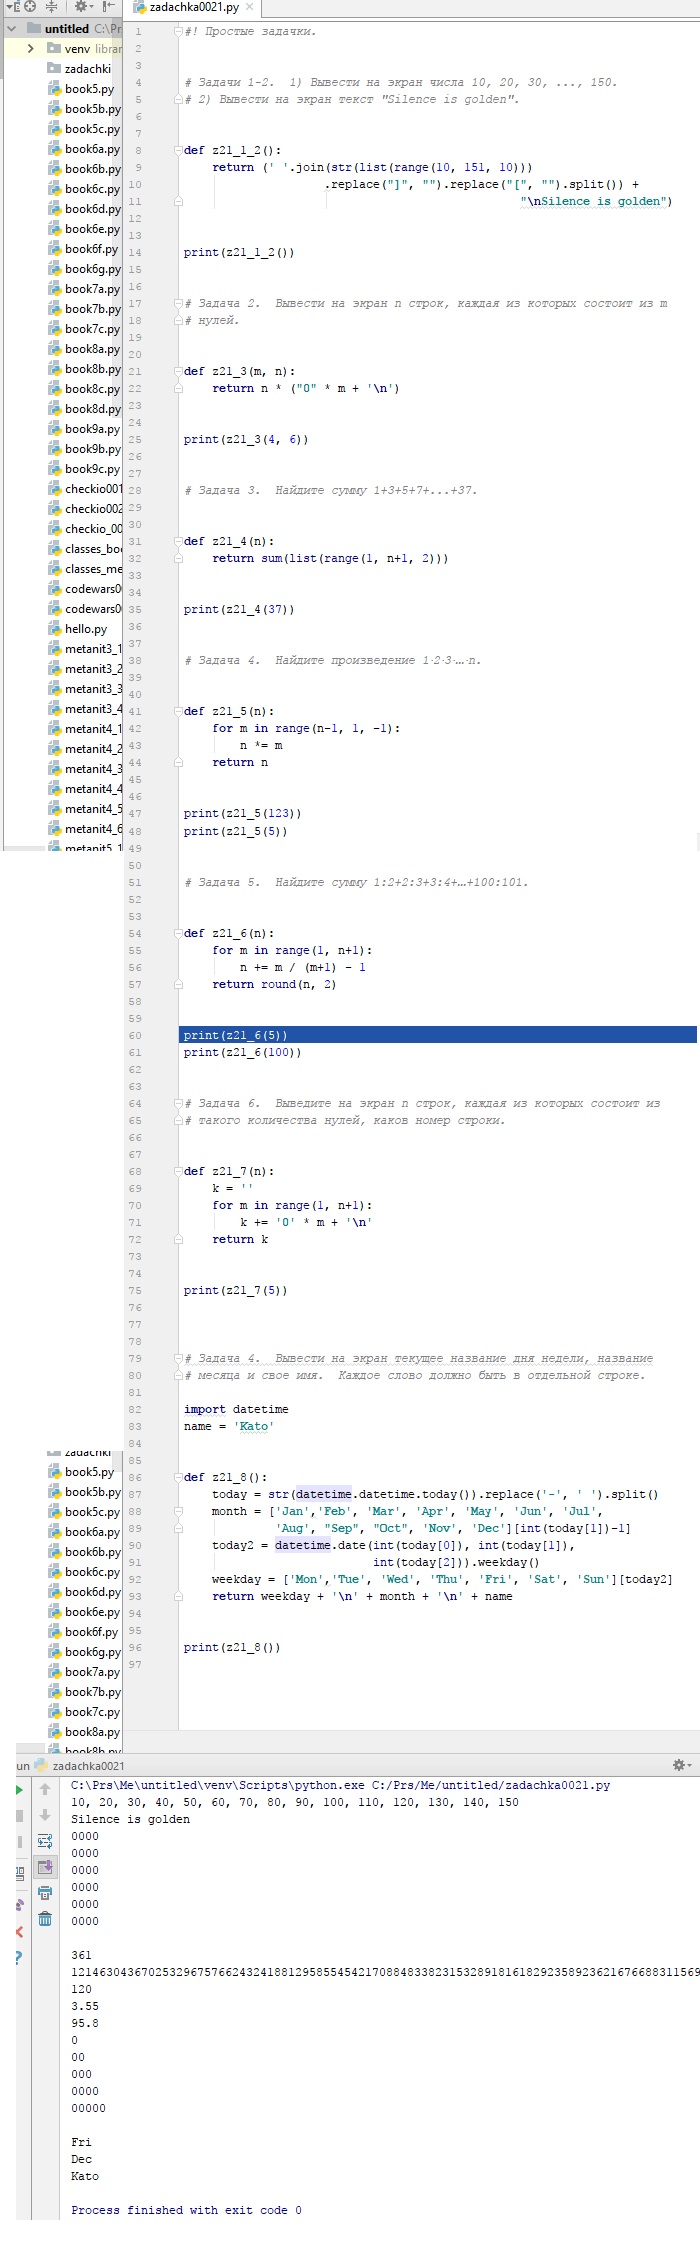 zadachka0021.py
untitled C:\Pr
venv librar
zadachki
book5.py
book5b.py
book5c.py
book6a.py
book6b.py
book6c.py
book6d.py
book6e.py
book6f.py
book6g.py
book7a.py
book7b.py
book7c.py
book8a.py
book8b.py
book8c.py
book8d.py
book9a.py
book9b.py
book9c.py
checkio001
checkio002
checkio_00
classes_boo
classes_me
codewars0
codewars0
hello.py
metanit3_1
metanit3_2
metanit3_3
metanit3_4
metanit4_1
metanit4_2
metanit4_3
metanit4_4
metanit4_5
metanit4_6
metanit5_1
1 #! Простые задачки.
2
3
4 # Задачи 1-2.  1) Вывести на экран числа 10, 20, 30, ..., 150.
5 # 2) Вывести на экран текст "Silence is golden".
6
7
8 def z21_1_2():
9     return (' '.join(str(list(range(10, 151, 10)))
10                     .replace("]", "").replace("[", "").split()) +
11                                                 "\nSilence is golden")
12
13
14 print(z21_1_2())
15
16
17 # Задача 2.  Вывести на экран n строк, каждая из которых состоит из m
18 # нулей.
19
20
21 def z21_3(m, n):
22     return n * ("0" * m + '\n')
23
24
25 print(z21_3(4, 6))
26
27
28 # Задача 3.  Найдите сумму 1+3+5+7+...+37.
29
30
31 def z21_4(n):
32     return sum(list(range(1, n+1, 2)))
33
34
35 print(z21_4(37))
36
37
38 # Задача 4.  Найдите произведение 1·2·3·…·n.
39
40
41 def z21_5(n):
42     for m in range(n-1, 1, -1):
43         n *= m
44     return n
45
46
47 print(z21_5(123))
48 print(z21_5(5))
49
50
51 # Задача 5.  Найдите сумму 1:2+2:3+3:4+…+100:101.
52
53
54 def z21_6(n):
55     for m in range(1, n+1):
56         n += m / (m+1) - 1
57     return round(n, 2)
58
59
60 print(z21_6(5))
61 print(z21_6(100))
62
63
64 # Задача 6.  Выведите на экран n строк, каждая из которых состоит из
65 # такого количества нулей, каков номер строки.
66
67
68 def z21_7(n):
69     k = ''
70     for m in range(1, n+1):
71         k += '0' * m + '\n'
72     return k
73
74
75 print(z21_7(5))
76
77
78
79 # Задача 4.  Вывести на экран текущее название дня недели, название
80 # месяца и свое имя.  Каждое слово должно быть в отдельной строке.
81
82 import datetime
83 name = 'Kato'
84
85
86 def z21_8():
87     today = str(datetime.datetime.today()).replace('-', ' ').split()
88     month = ['Jan','Feb', 'Mar', 'Apr', 'May', 'Jun', 'Jul',
89              'Aug', "Sep", "Oct", 'Nov', 'Dec'][int(today[1])-1]
90     today2 = datetime.date(int(today[0]), int(today[1]),
91                            int(today[2])).weekday()
92     weekday = ['Mon','Tue', 'Wed', 'Thu', 'Fri', 'Sat', 'Sun'][today2]
93     return weekday + '\n' + month + '\n' + name
94
95
96 print(z21_8())
97
zadachki
book5.py
book5b.py
book5c.py
book6a.py
book6b.py
book6c.py
book6d.py
book6e.py
book6f.py
book6g.py
book7a.py
book7b.py
book7c.py
book8a.py
book8b.py
un zadachka0021
C:\Prs\Me\untitled\venv\Scripts\python.exe C:/Prs/Me/untitled/zadachka0021.py
10, 20, 30, 40, 50, 60, 70, 80, 90, 100, 110, 120, 130, 140, 150
Silence is golden
0000
0000
0000
0000
0000
0000
361
121463043670253296757662432418812958554542170884833823153289181618292358923621676688311569
120
3.55
95.8
0
00
000
0000
00000
Fri
Dec
Kato
Process finished with exit code 0